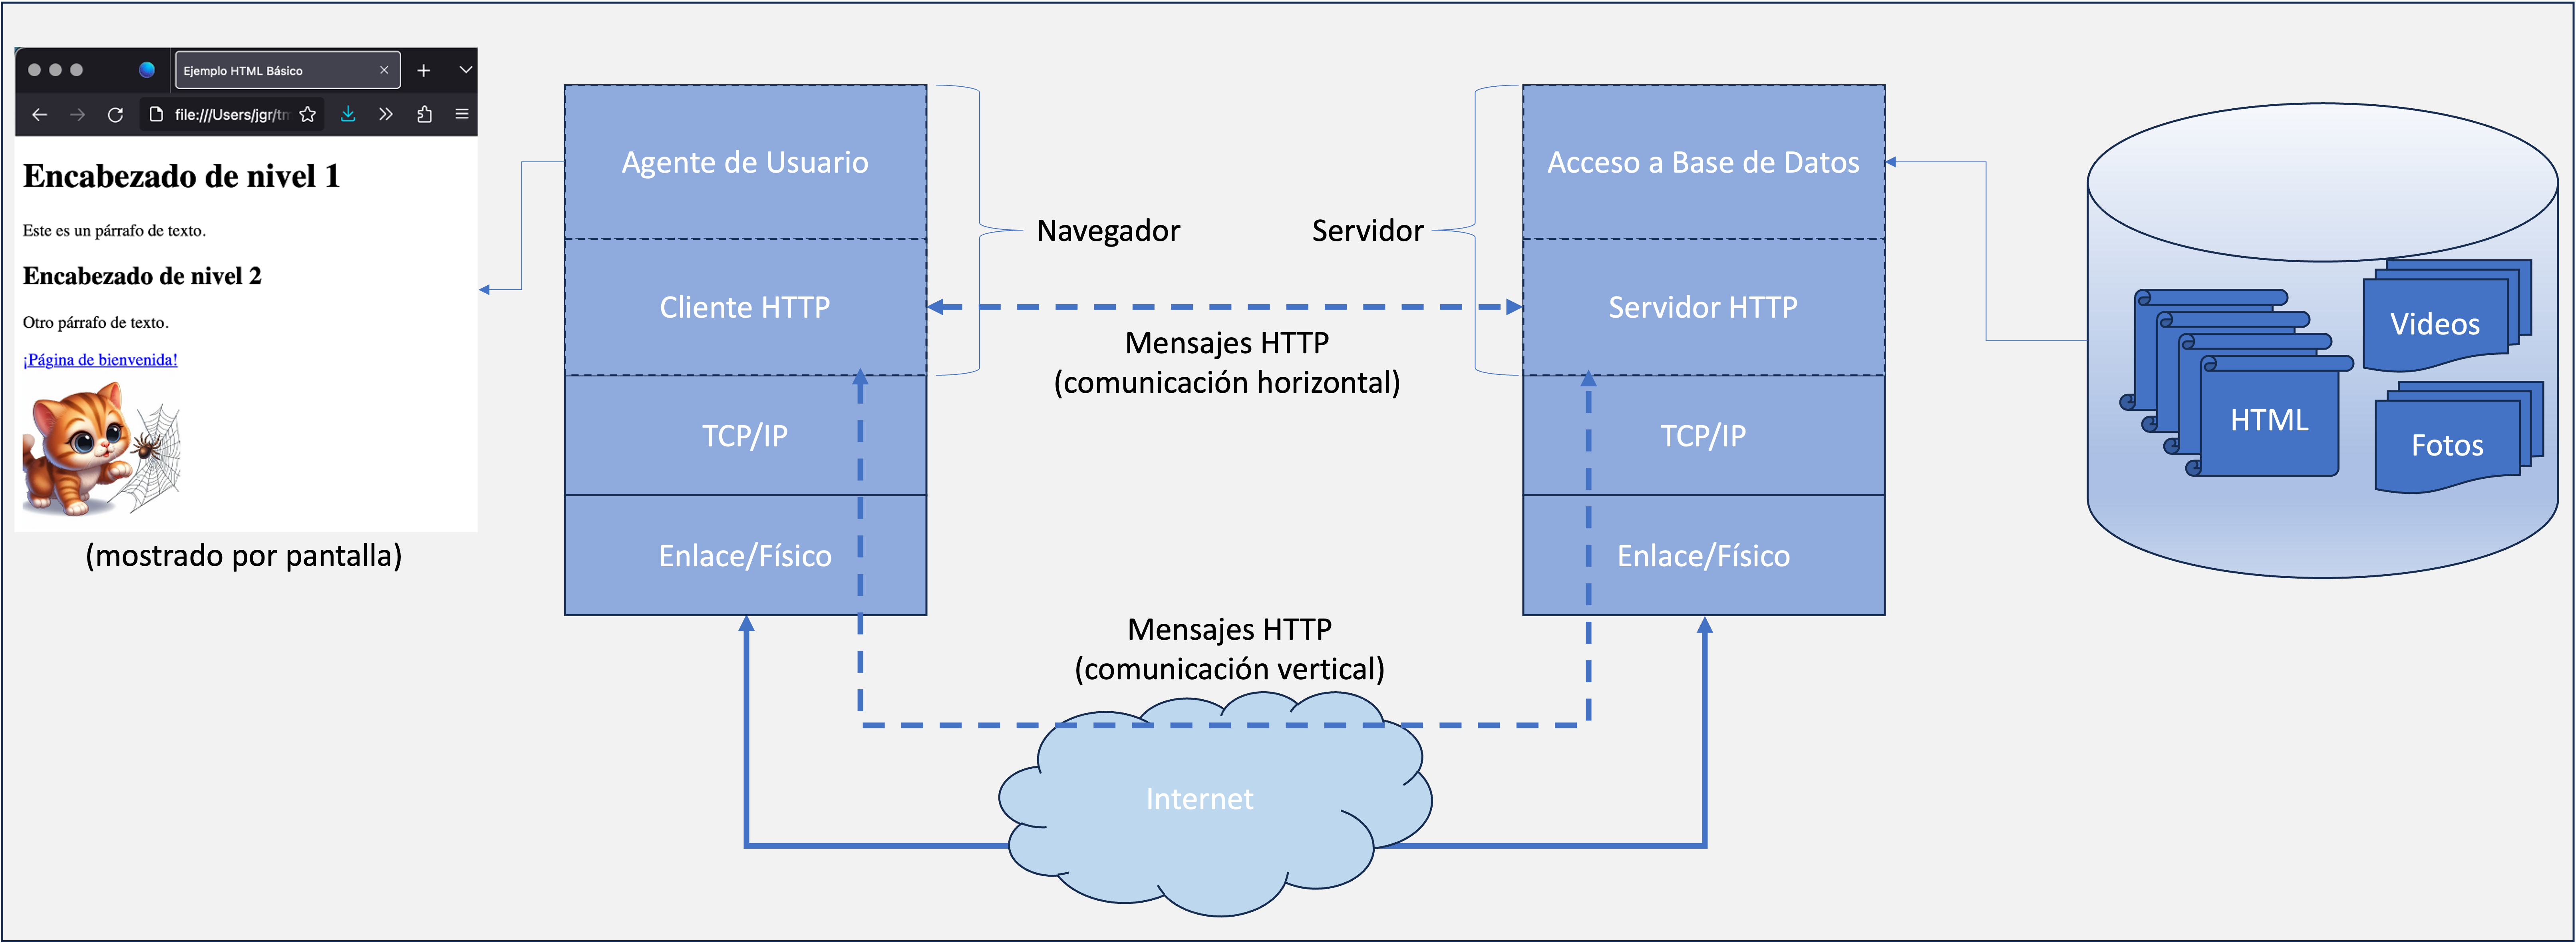 Ejemplo HTML Básico
file:///Users/jgr/tm
Encabezado de nivel 1
Este es un párrafo de texto.
Encabezado de nivel 2
Otro párrafo de texto.
¡Página de bienvenida!
(mostrado por pantalla)
Agente de Usuario
Cliente HTTP
TCP/IP
Enlace/Físico
Navegador
Servidor
Mensajes HTTP
(comunicación horizontal)
Mensajes HTTP
(comunicación vertical)
Internet
Acceso a Base de Datos
Servidor HTTP
TCP/IP
Enlace/Físico
Videos
HTML
Fotos